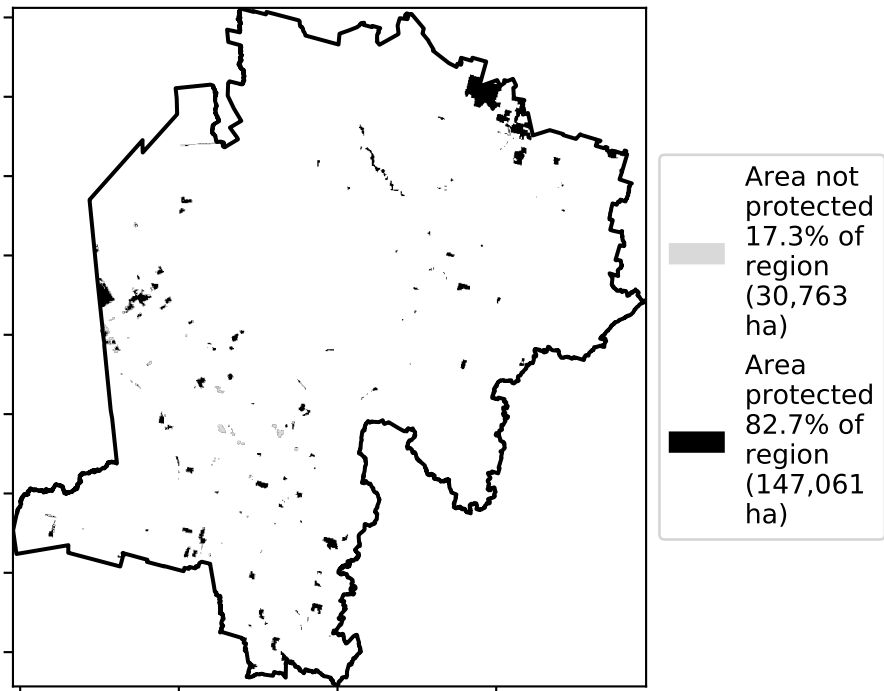 Area not
protected
17.3% of
region
(30,763
ha)
Area
protected
82.7% of
region
(147,061
ha)